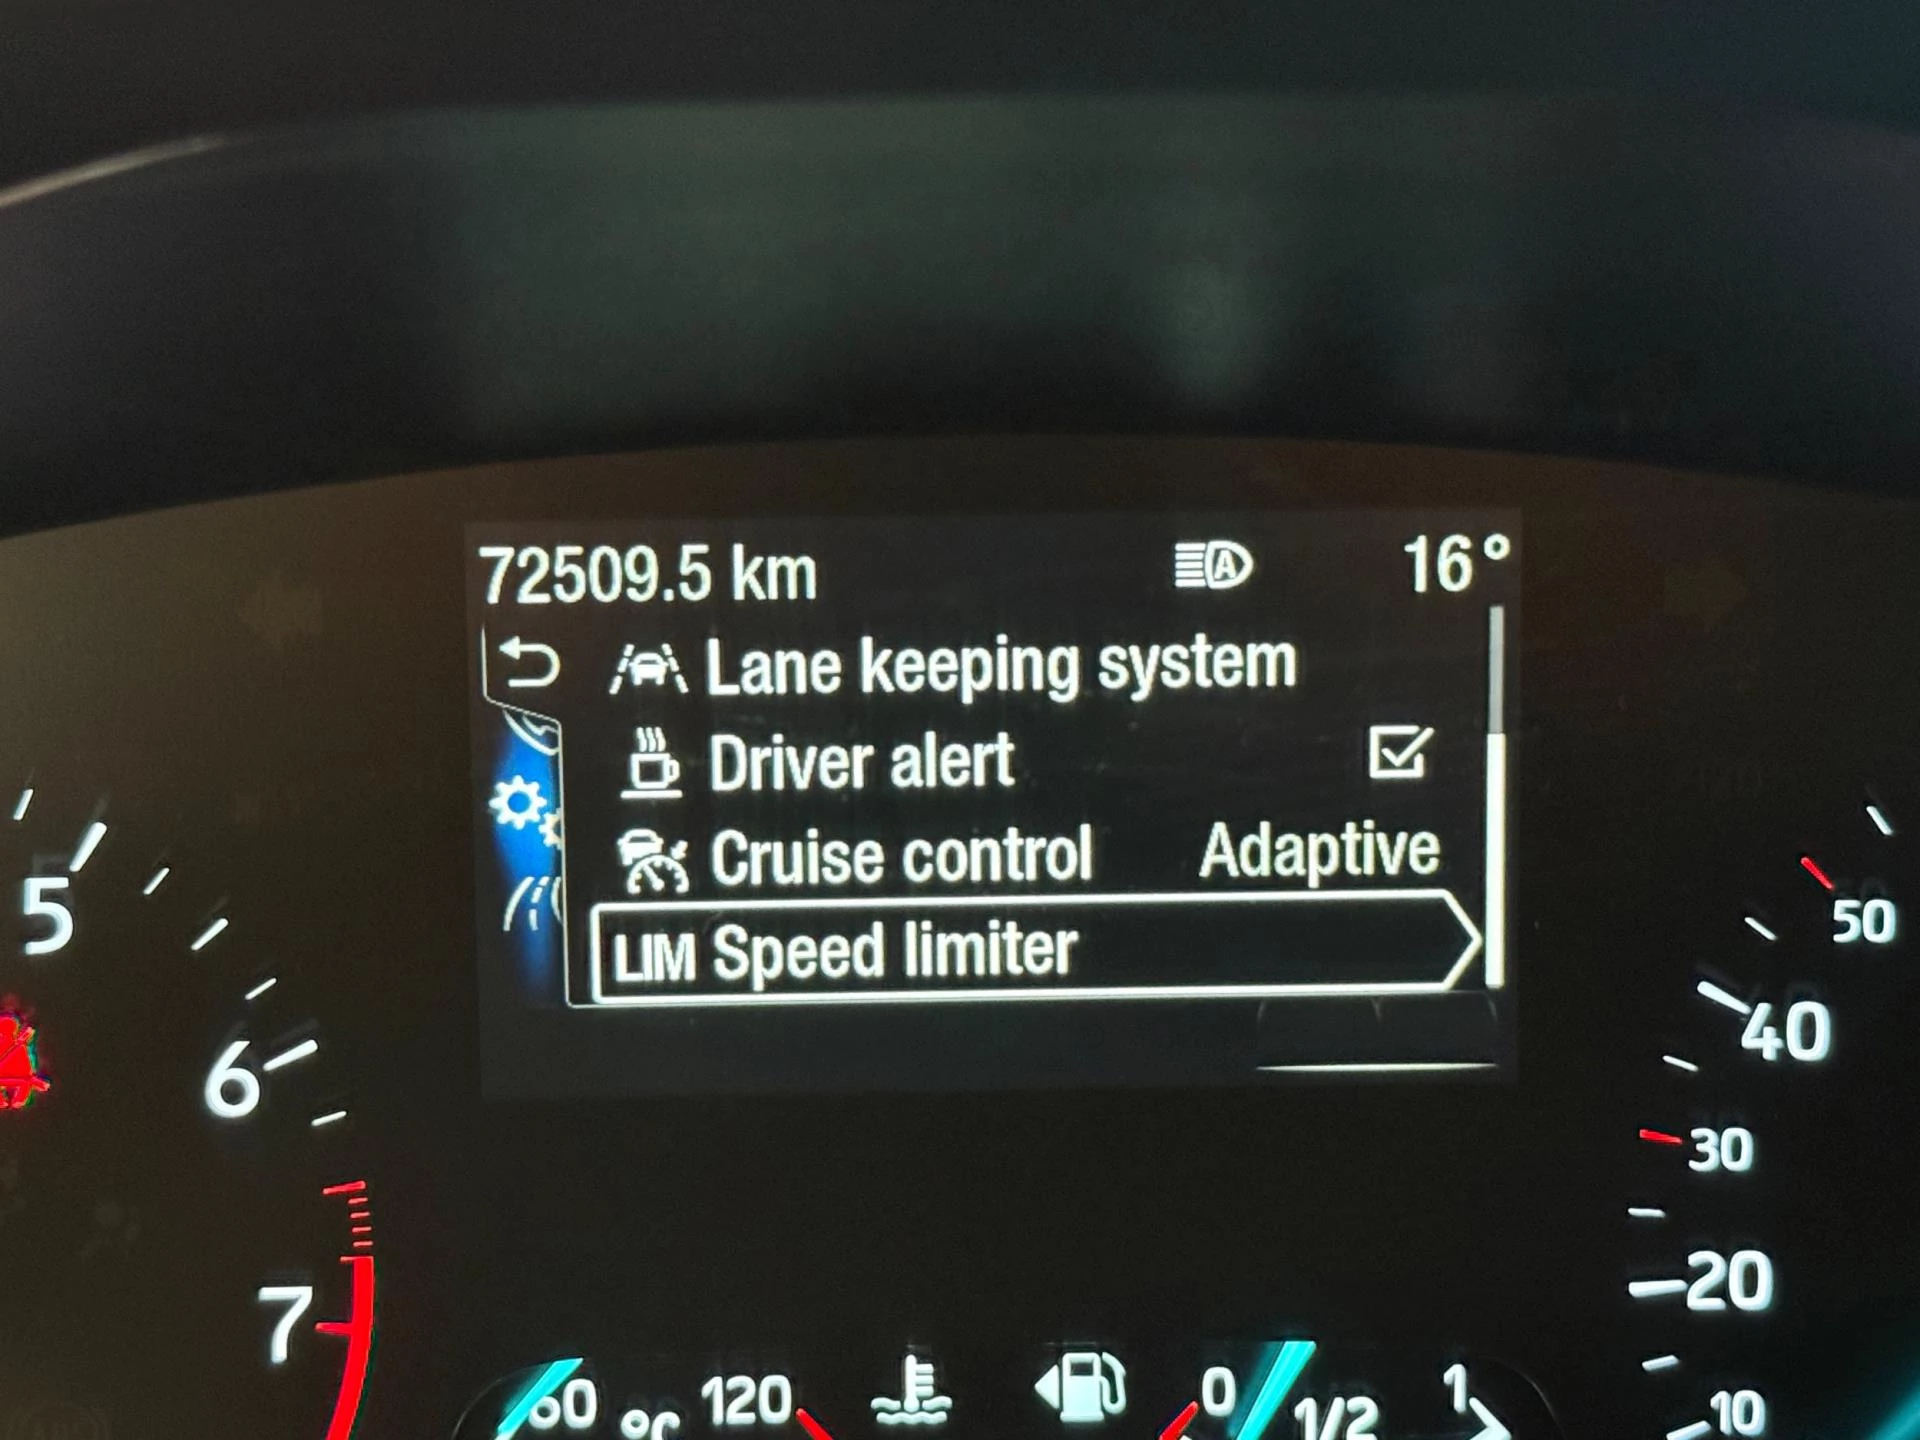 72509.5 km A 16°
Lane keeping system
Driver alert
Cruise control Adaptive
LIM Speed limiter
5
6
7
50
40
30
20
10
60 °C 120
0 1/2 1